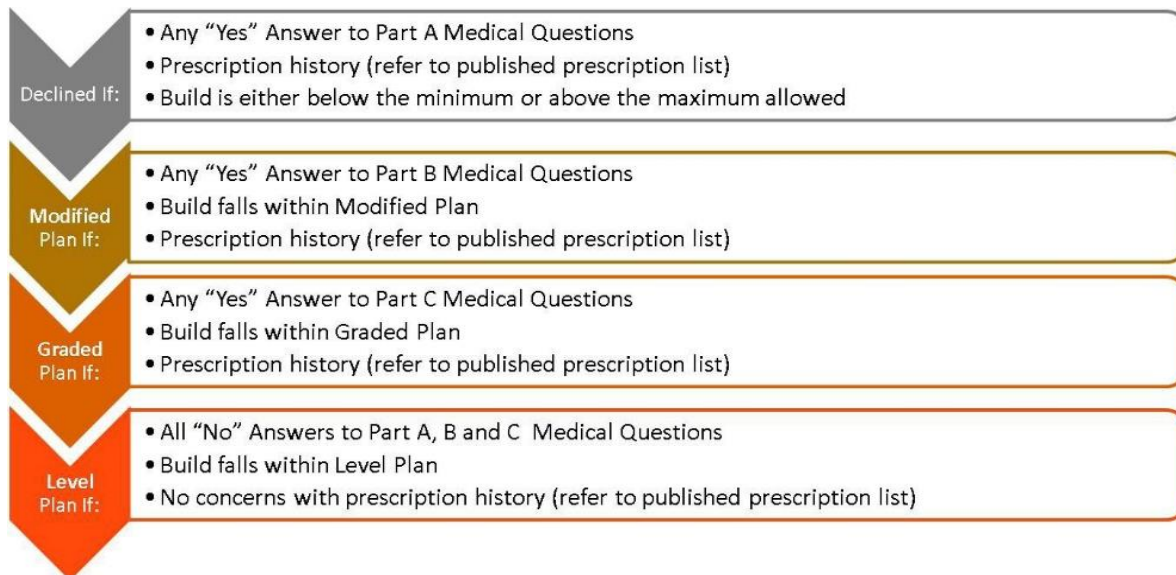 Declined If:
• Any “Yes” Answer to Part A Medical Questions
• Prescription history (refer to published prescription list)
• Build is either below the minimum or above the maximum allowed
Modified
Plan If:
• Any “Yes” Answer to Part B Medical Questions
• Build falls within Modified Plan
• Prescription history (refer to published prescription list)
Graded
Plan If:
• Any “Yes” Answer to Part C Medical Questions
• Build falls within Graded Plan
• Prescription history (refer to published prescription list)
Level
Plan If:
• All “No” Answers to Part A, B and C Medical Questions
• Build falls within Level Plan
• No concerns with prescription history (refer to published prescription list)